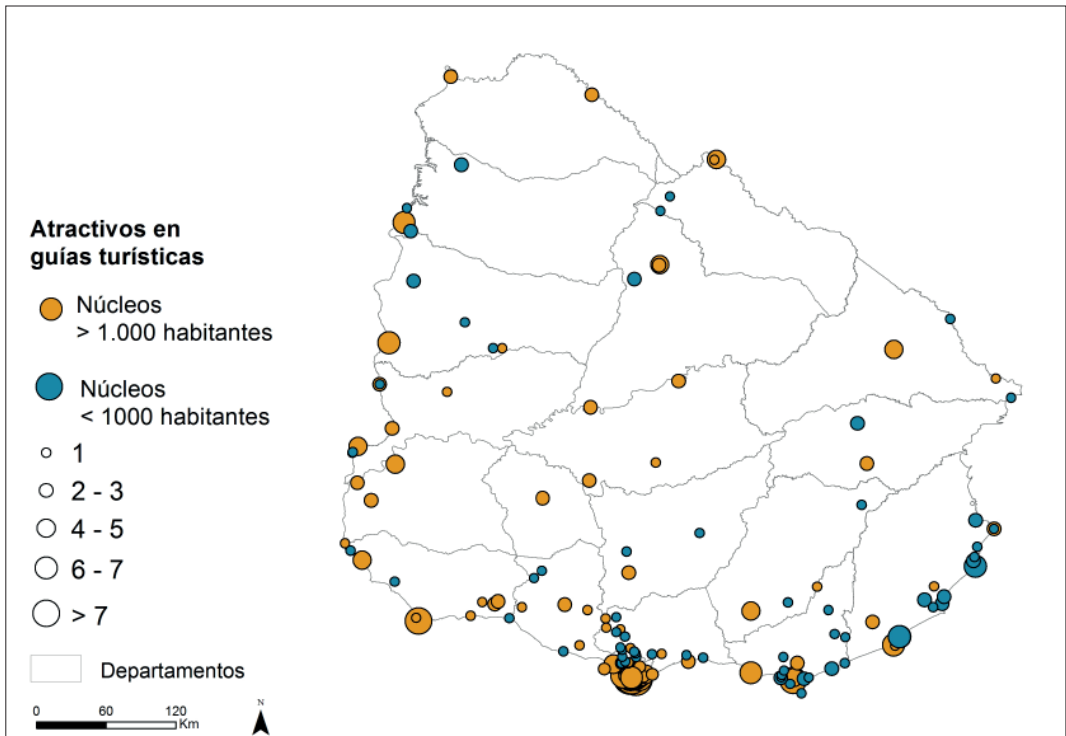 Atractivos en
guías turísticas
Núcleos
> 1.000 habitantes
Núcleos
< 1000 habitantes
1
2 - 3
4 - 5
6 - 7
> 7
Departamentos
0 60 120
Km
N